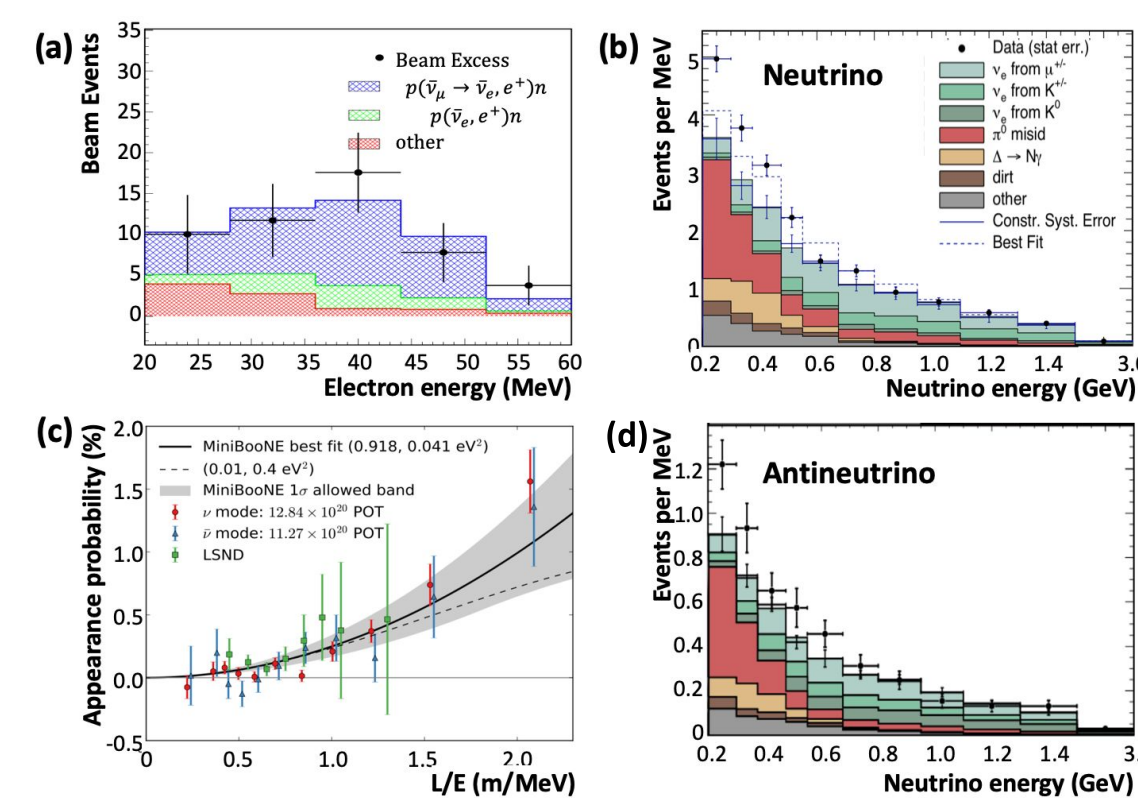 (a)
35
30
25
20
15
10
5
0
Beam Events
Beam Excess
p(ν̄μ → ν̄e, e⁺)n
p(ν̄e, e⁺)n
other
20 25 30 35 40 45 50 55 60
Electron energy (MeV)
(b)
5
4
3
2
1
0
Events per MeV
Neutrino
Data (stat err.)
νe from μ+/-
νe from K+/-
νe from K0
π0 misid
Δ → Nγ
dirt
other
Constr. Syst. Error
Best Fit
0.2 0.4 0.6 0.8 1.0 1.2 1.4 3.0
Neutrino energy (GeV)
(c)
2.0
1.5
1.0
0.5
0.0
-0.5
Appearance probability (%)
MiniBooNE best fit (0.918, 0.041 eV²)
(0.01, 0.4 eV²)
MiniBooNE 1σ allowed band
ν mode: 12.84 × 10²⁰ POT
ν̄ mode: 11.27 × 10²⁰ POT
LSND
0 0.5 1.0 1.5 2.0
L/E (m/MeV)
(d)
1.2
1.0
0.8
0.6
0.4
0.2
0
Events per MeV
Antineutrino
0.2 0.4 0.6 0.8 1.0 1.2 1.4 3.
Neutrino energy (GeV)